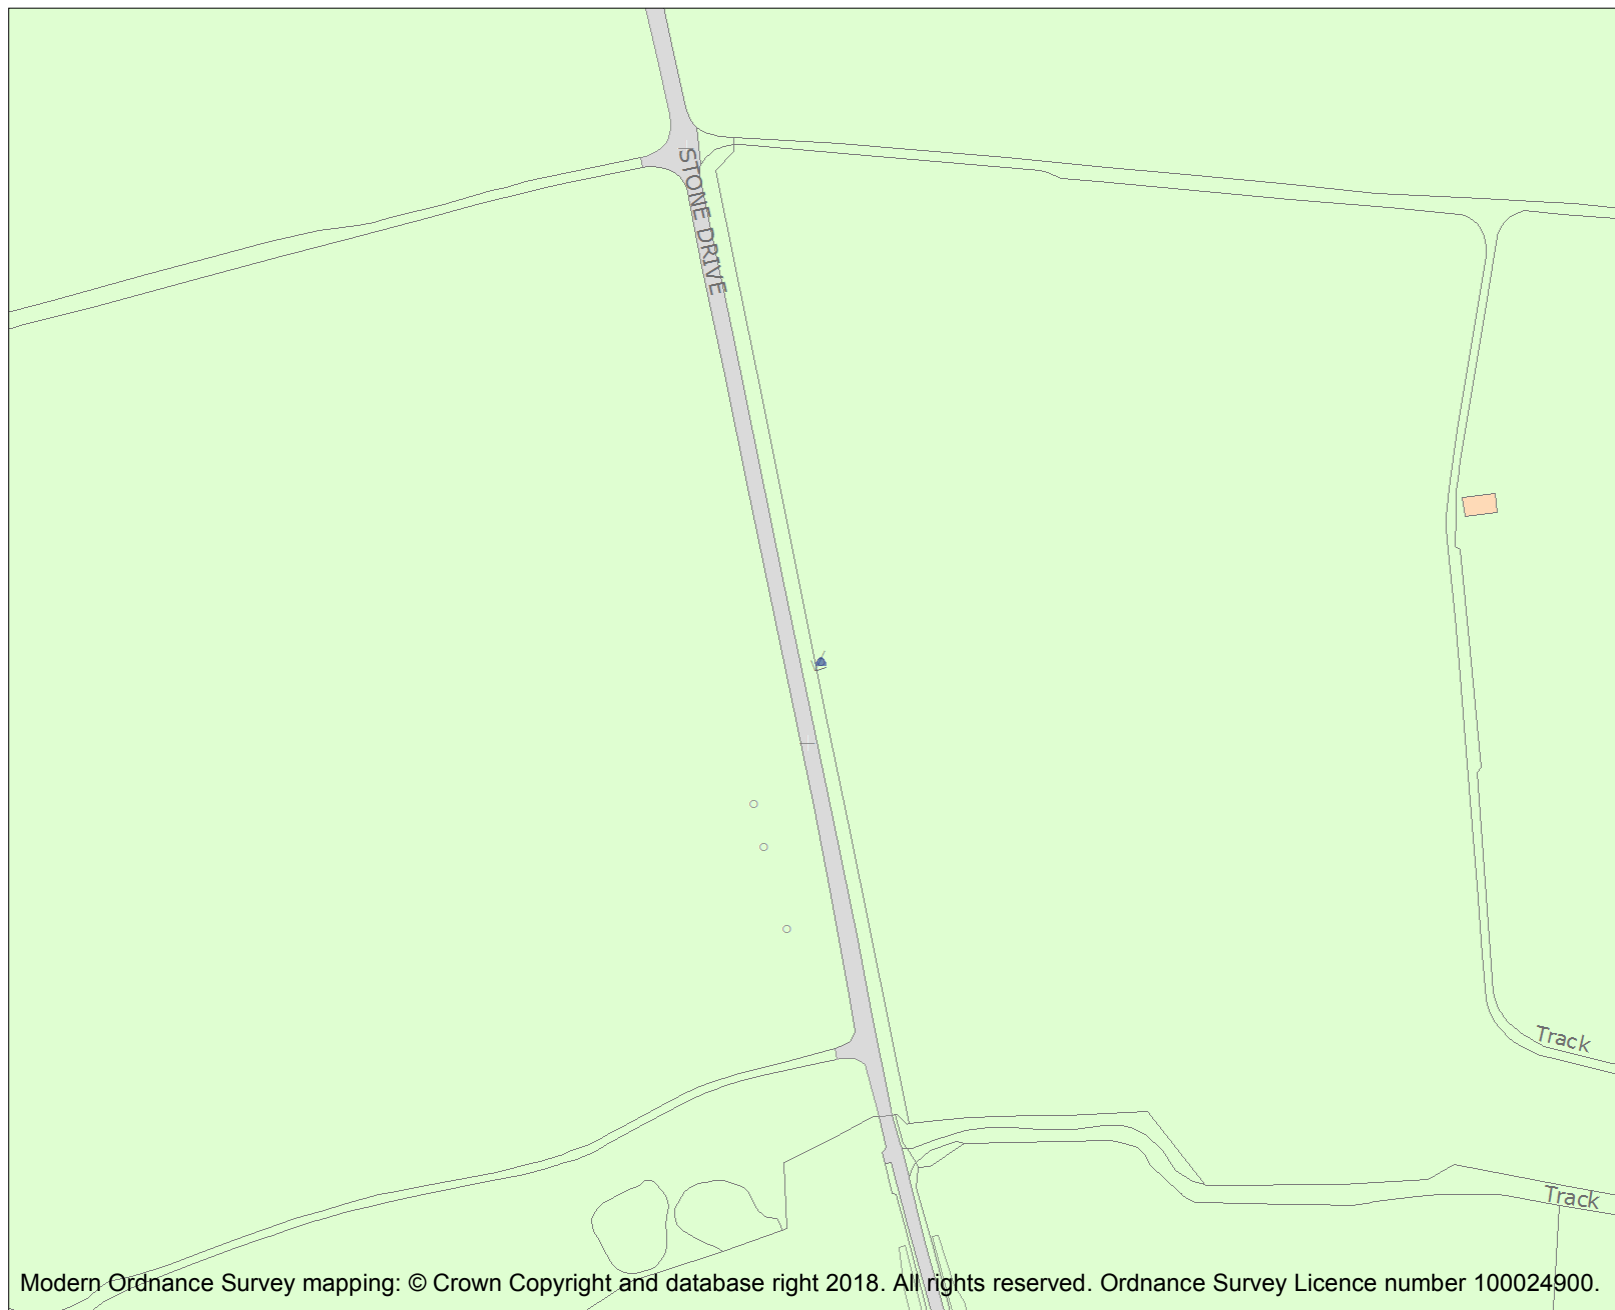 STONE DRIVE
Track
Track
Modern Ordnance Survey mapping: © Crown Copyright and database right 2018. All rights reserved. Ordnance Survey Licence number 100024900.